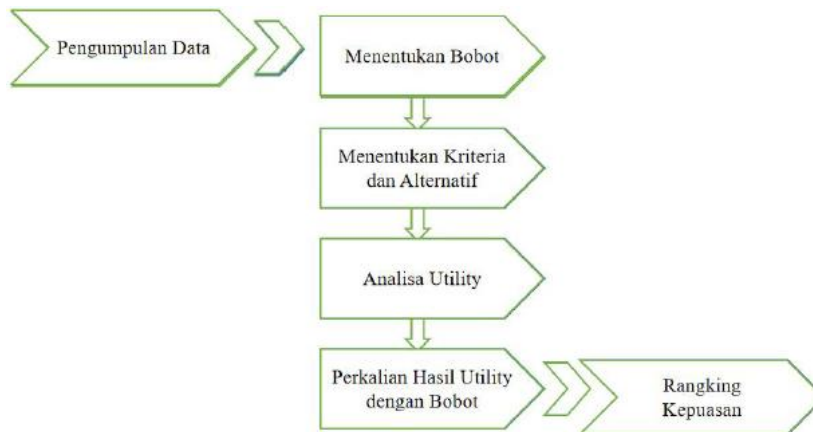 Pengumpulan Data
Menentukan Bobot
Menentukan Kriteria
dan Alternatif
Analisa Utility
Perkalian Hasil Utility
dengan Bobot
Rangking
Kepuasan